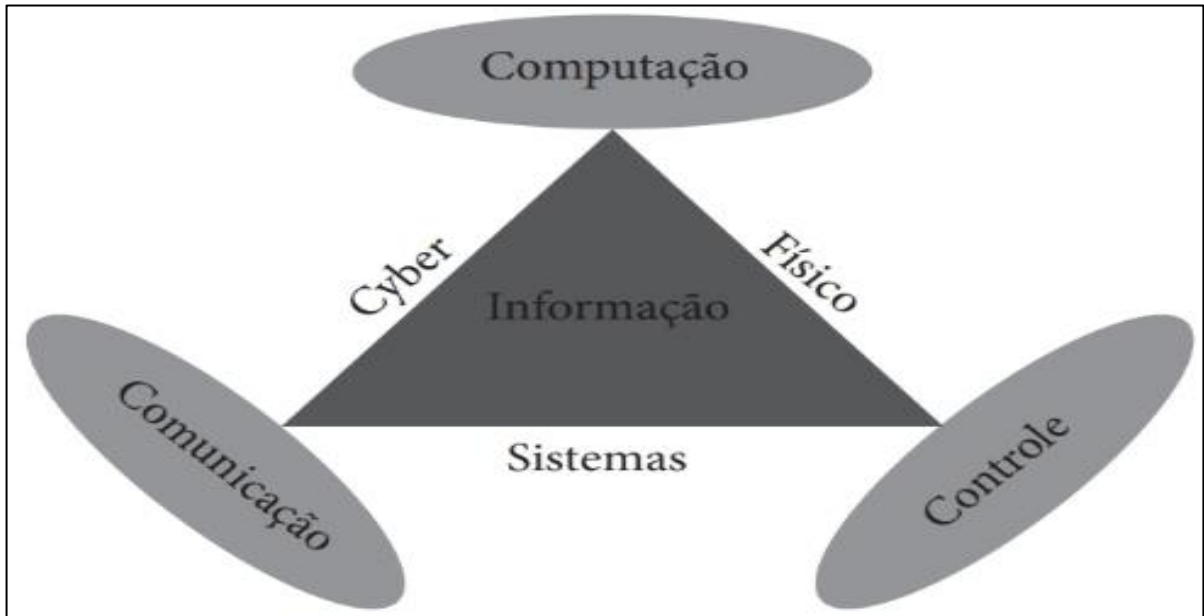 Computação
Cyber
Físico
Informação
Comunicação
Sistemas
Controle